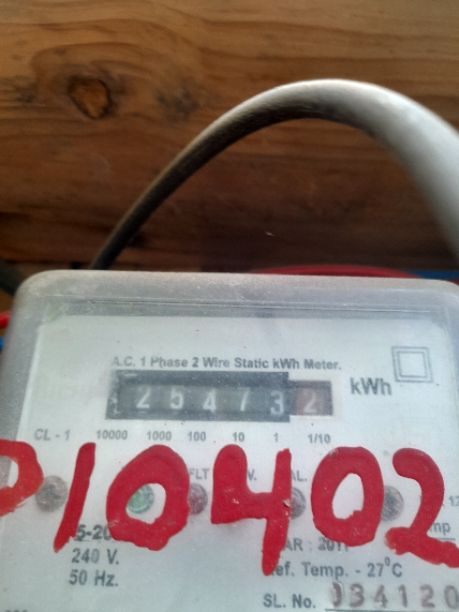 A.C. 1 Phase 2 Wire Static kWh Meter.
254732 kWh
CL - 1 10000 1000 100 10 1 1/10
P10402
240 V.
50 Hz.
Ref. Temp. - 27°C
SL. No. 034120